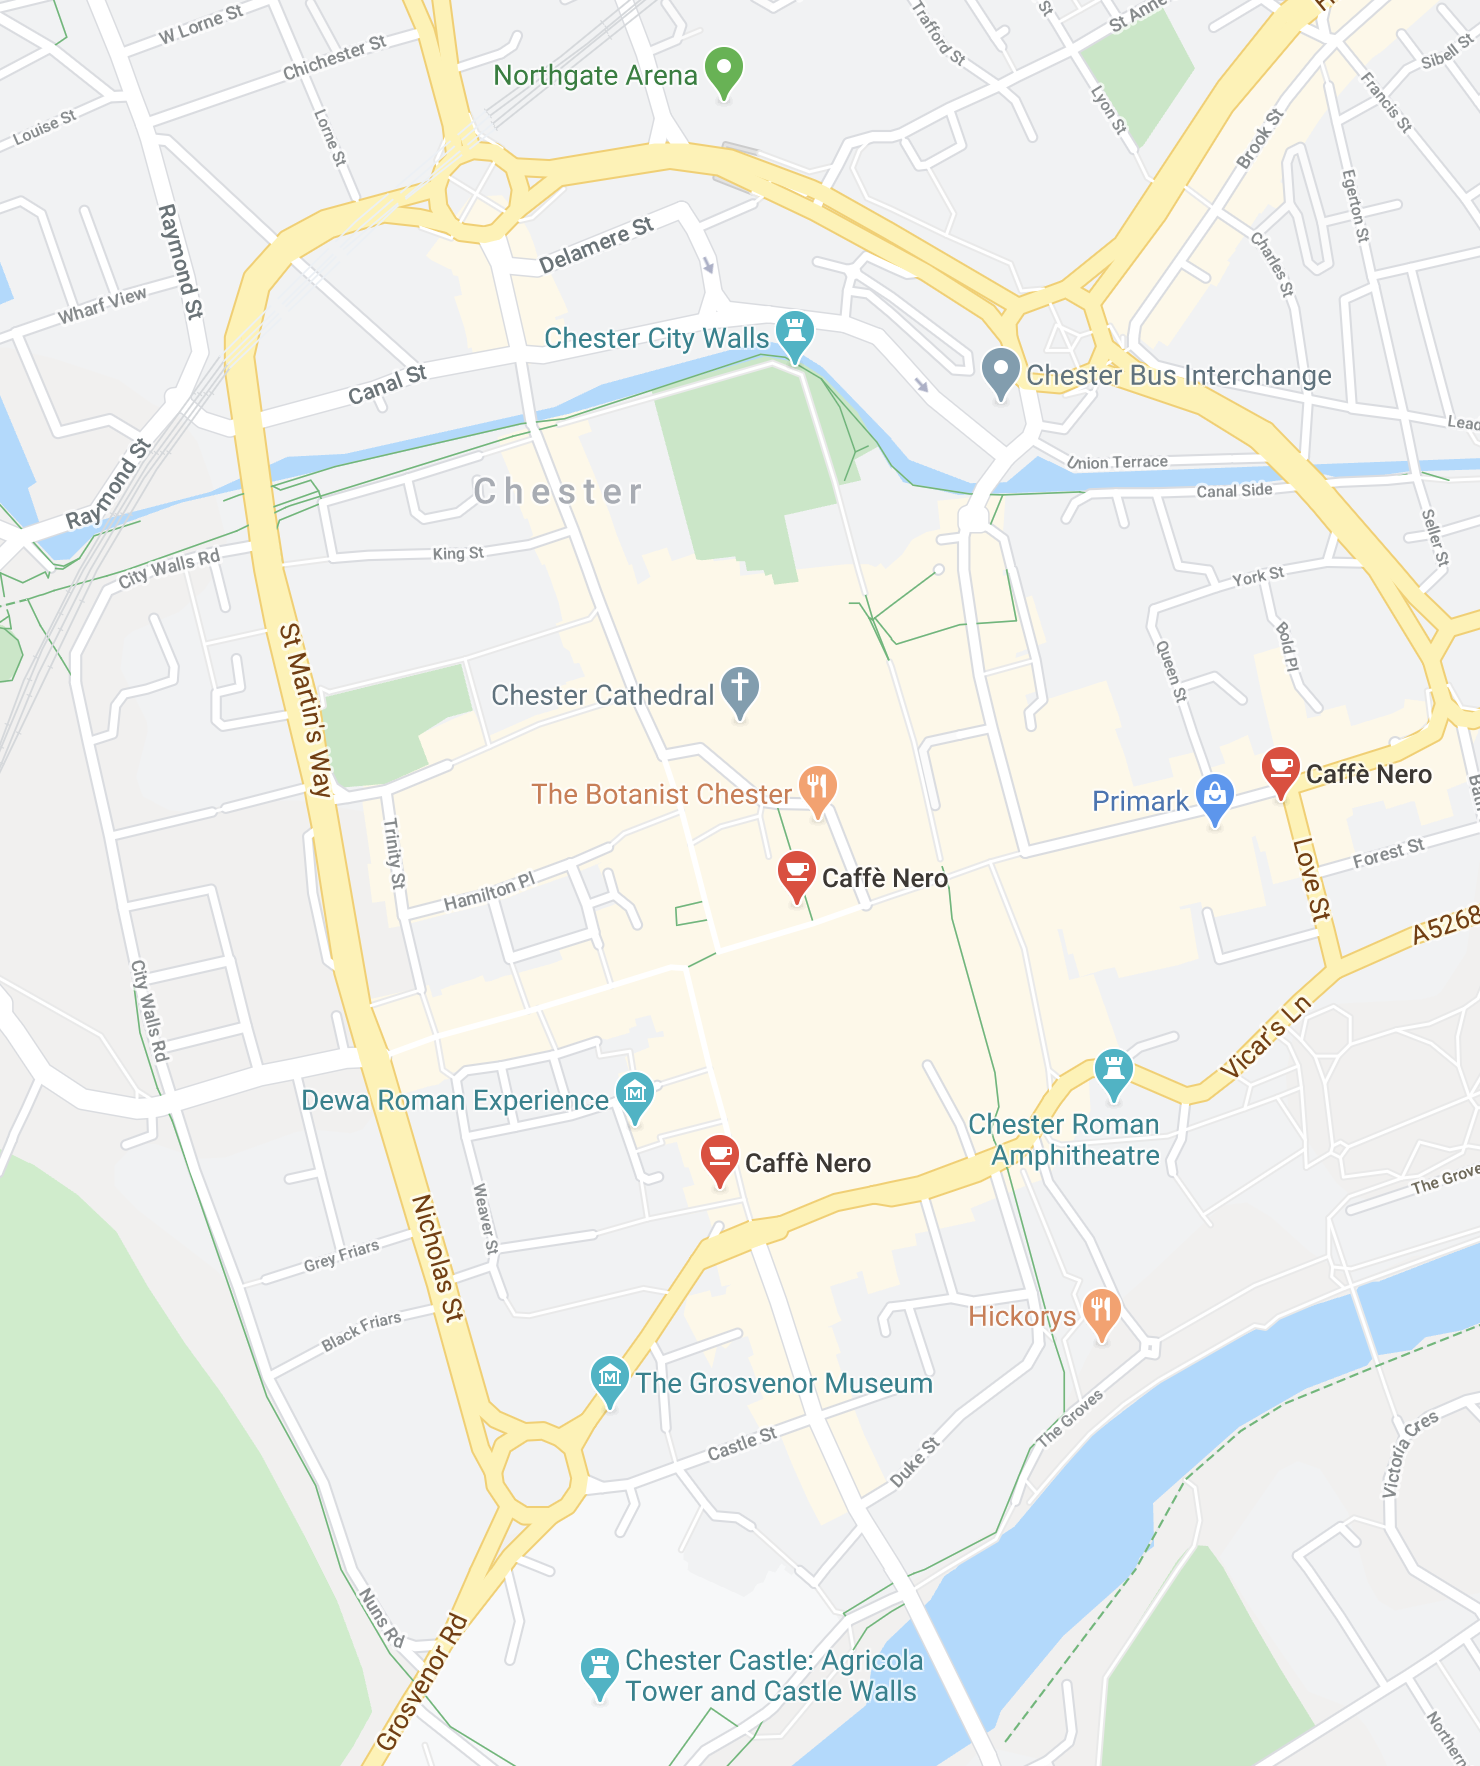 W Lorne St
Trafford St
St Anne
Chichester St
Sibell St
Northgate Arena
Francis St
Lyon St
Louise St
Lorne St
Brook St
Egerton St
Raymond St
Delamere St
Charles St
Wharf View
Chester City Walls
Canal St
Chester Bus Interchange
Lead
Raymond St
Union Terrace
Chester
Canal Side
Seller St
King St
City Walls Rd
York St
St Martin's Way
Bold Pl
Queen St
Chester Cathedral
Caffè Nero
The Botanist Chester
Primark
Trinity St
Forest St
Love St
Caffè Nero
Hamilton Pl
A5268
City Walls Rd
Vicar's Ln
Dewa Roman Experience
Chester Roman
Amphitheatre
Caffè Nero
The Grove
Weaver St
Nicholas St
Grey Friars
Black Friars
Hickorys
The Grosvenor Museum
The Groves
Victoria Cres
Castle St
Duke St
Nuns Rd
Grosvenor Rd
Chester Castle: Agricola
Tower and Castle Walls
Northern